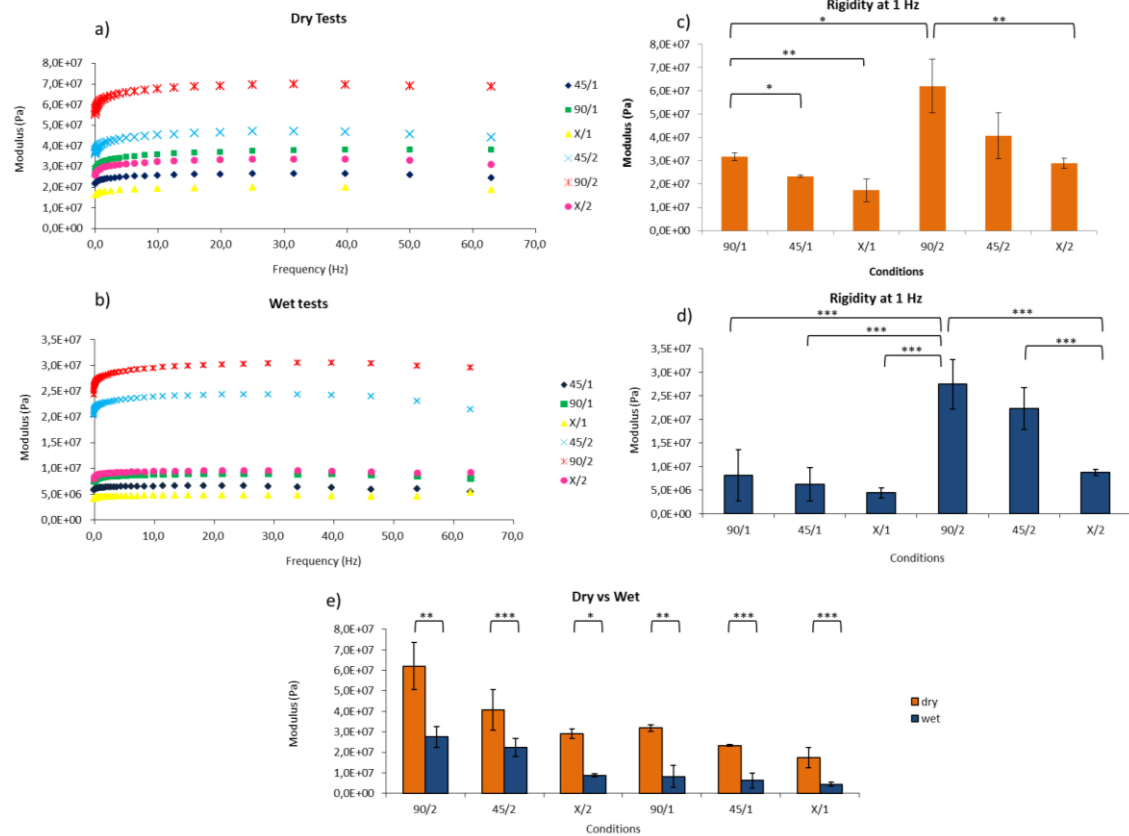 a)
Dry Tests
Modulus (Pa)
8,0E+07
7,0E+07
6,0E+07
5,0E+07
4,0E+07
3,0E+07
2,0E+07
1,0E+07
0,0E+00
0,0 10,0 20,0 30,0 40,0 50,0 60,0 70,0
Frequency (Hz)
45/1
90/1
X/1
45/2
90/2
X/2
b)
Wet tests
Modulus (Pa)
3,5E+07
3,0E+07
2,5E+07
2,0E+07
1,5E+07
1,0E+07
5,0E+06
0,0E+00
0,0 10,0 20,0 30,0 40,0 50,0 60,0 70,0
Frequency (Hz)
45/1
90/1
X/1
45/2
90/2
X/2
c)
Rigidity at 1 Hz
* **
**
*
Modulus (Pa)
8,0E+07
7,0E+07
6,0E+07
5,0E+07
4,0E+07
3,0E+07
2,0E+07
1,0E+07
0,0E+00
90/1 45/1 X/1 90/2 45/2 X/2
Conditions
d)
Rigidity at 1 Hz
*** ***
*** ***
***
Modulus (Pa)
3,5E+07
3,0E+07
2,5E+07
2,0E+07
1,5E+07
1,0E+07
5,0E+06
0,0E+00
90/1 45/1 X/1 90/2 45/2 X/2
Conditions
e)
Dry vs Wet
** *** * ** *** ***
Modulus (Pa)
8,0E+07
7,0E+07
6,0E+07
5,0E+07
4,0E+07
3,0E+07
2,0E+07
1,0E+07
0,0E+00
90/2 45/2 X/2 90/1 45/1 X/1
Conditions
dry
wet